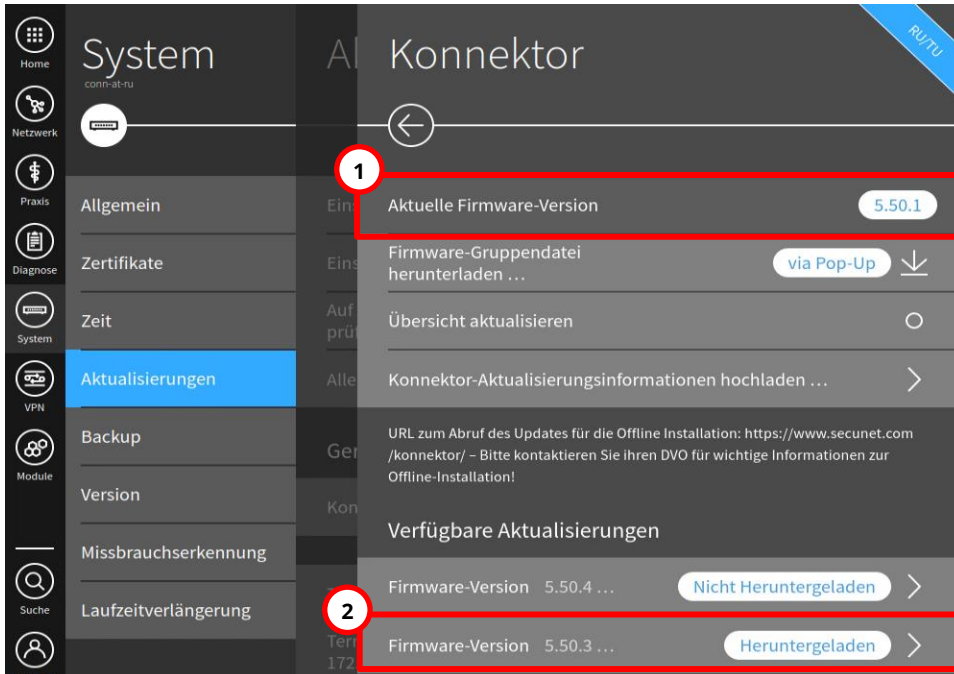 Home
Netzwerk
Praxis
Diagnose
System
VPN
Module
Suche
System
conn-at-ru
Allgemein
Zertifikate
Zeit
Aktualisierungen
Backup
Version
Missbrauchserkennung
Laufzeitverlängerung
Konnektor
RU/TU
1
Aktuelle Firmware-Version 5.50.1
Firmware-Gruppendatei
herunterladen … via Pop-Up
Übersicht aktualisieren
Konnektor-Aktualisierungsinformationen hochladen …
URL zum Abruf des Updates für die Offline Installation: https://www.secunet.com
/konnektor/ – Bitte kontaktieren Sie ihren DVO für wichtige Informationen zur
Offline-Installation!
Verfügbare Aktualisierungen
Firmware-Version 5.50.4 … Nicht Heruntergeladen
2
Firmware-Version 5.50.3 … Heruntergeladen